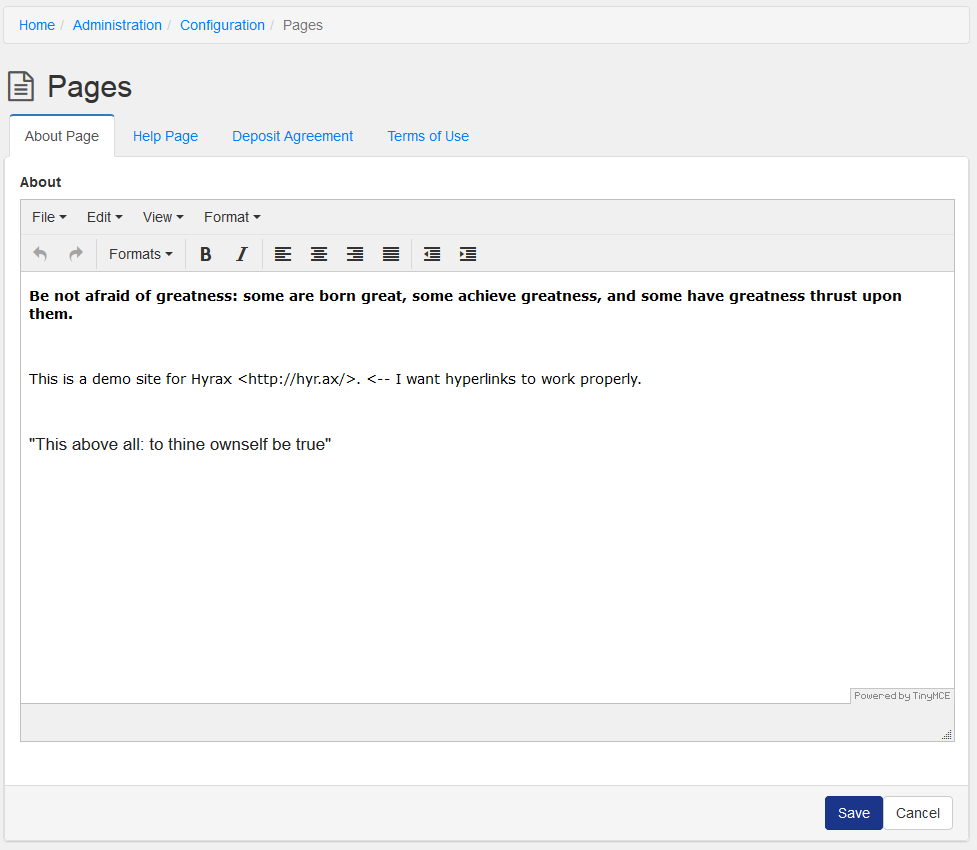 Home / Administration / Configuration / Pages
Pages
About Page Help Page Deposit Agreement Terms of Use
About
File Edit View Format
Formats B I
Be not afraid of greatness: some are born great, some achieve greatness, and some have greatness thrust upon
them.
This is a demo site for Hyrax <http://hyr.ax/>. <-- I want hyperlinks to work properly.
"This above all: to thine ownself be true"
Powered by TinyMCE
Save Cancel